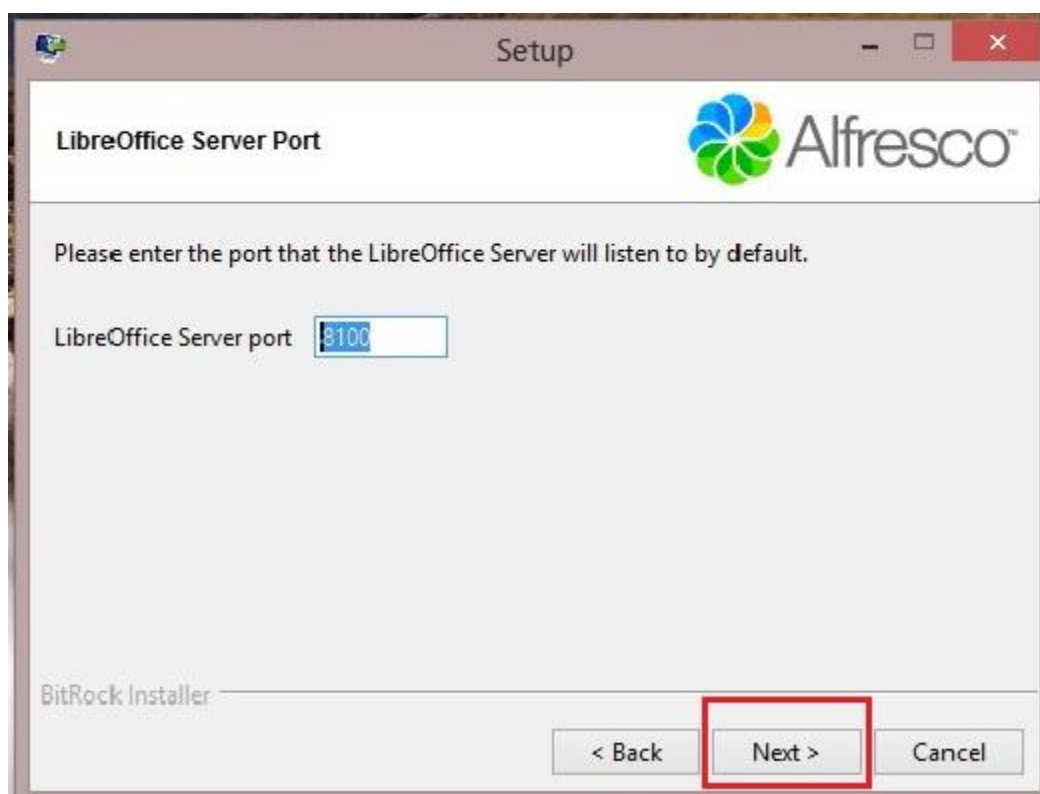 Setup
LibreOffice Server Port
Alfresco™
Please enter the port that the LibreOffice Server will listen to by default.
LibreOffice Server port 8100
BitRock Installer
< Back Next > Cancel